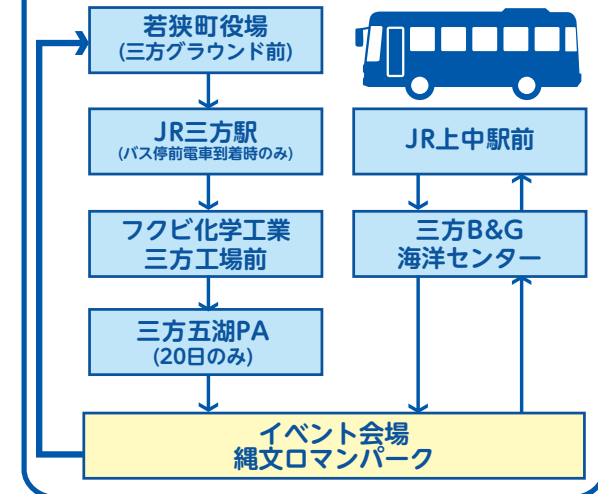 若狭町役場
(三方グラウンド前)
JR三方駅
(バス停前電車到着時のみ)
フクビ化学工業
三方工場前
三方五湖PA
(20日のみ)
JR上中駅前
三方B&G
海洋センター
イベント会場
縄文ロマンパーク